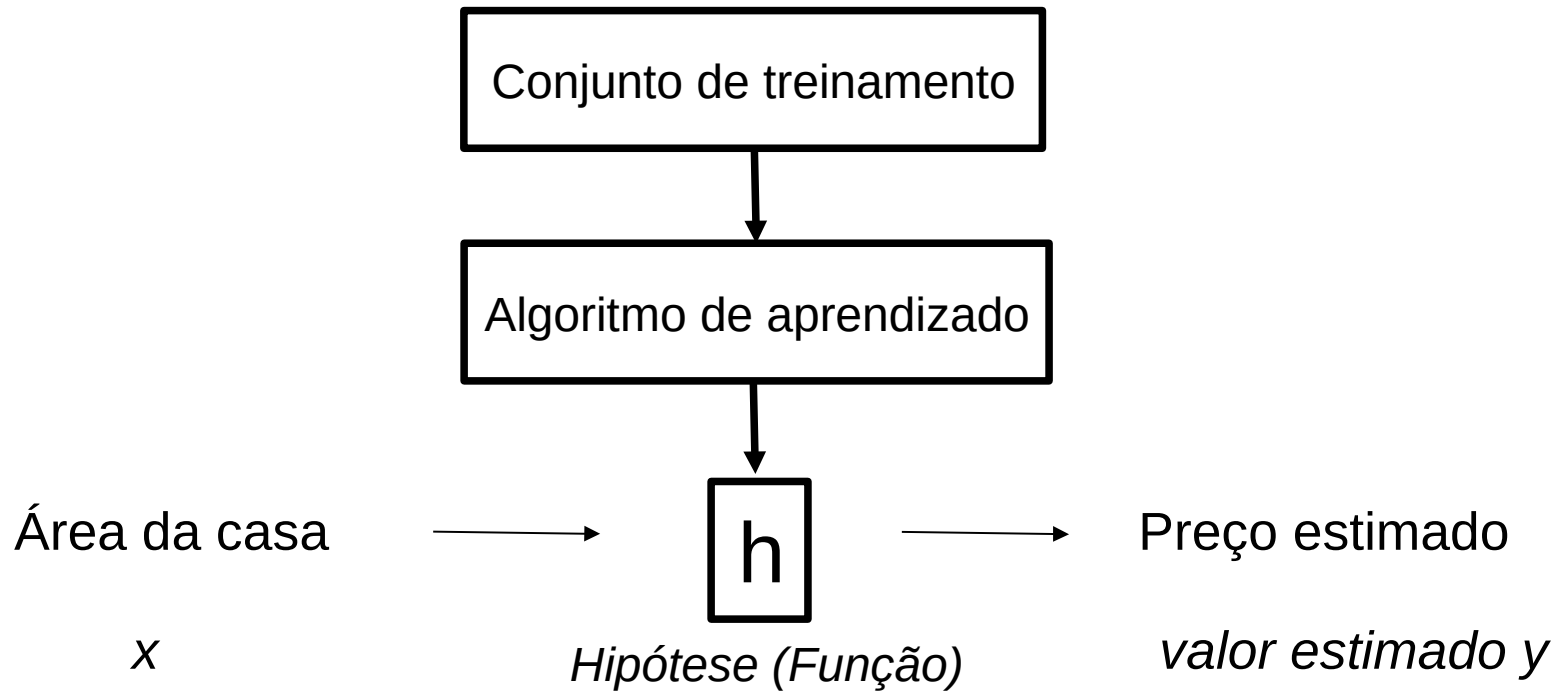 Conjunto de treinamento
Algoritmo de aprendizado
Área da casa
h
Preço estimado
x
Hipótese (Função)
valor estimado y